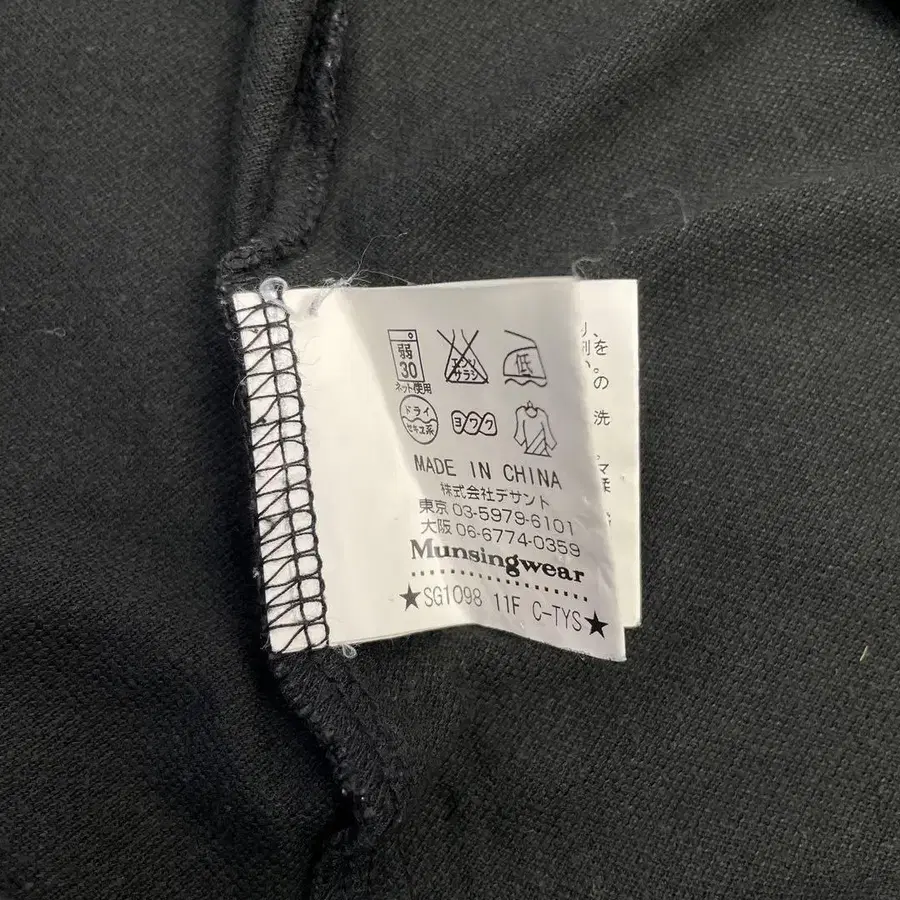 弱
30
ネット使用
エンソ
サラシ
低
ドライ
セキユ系
ヨワク
MADE IN CHINA
株式会社デサント
東京 03-5979-6101
大阪 06-6774-0359
Munsingwear
★SG1098 11F C-TYS★
を
の
洗
マ